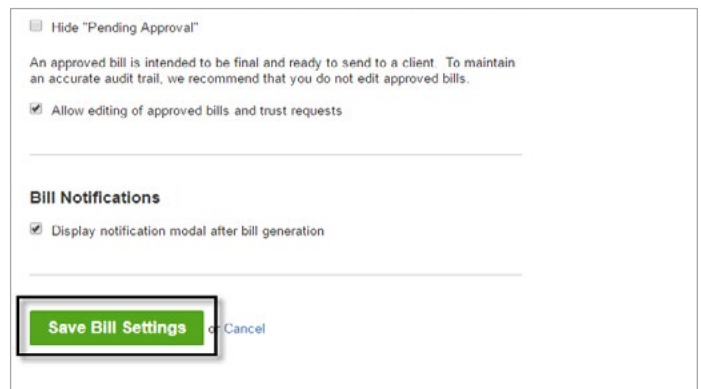 Hide "Pending Approval"
An approved bill is intended to be final and ready to send to a client. To maintain
an accurate audit trail, we recommend that you do not edit approved bills.
Allow editing of approved bills and trust requests
Bill Notifications
Display notification modal after bill generation
Save Bill Settings or Cancel